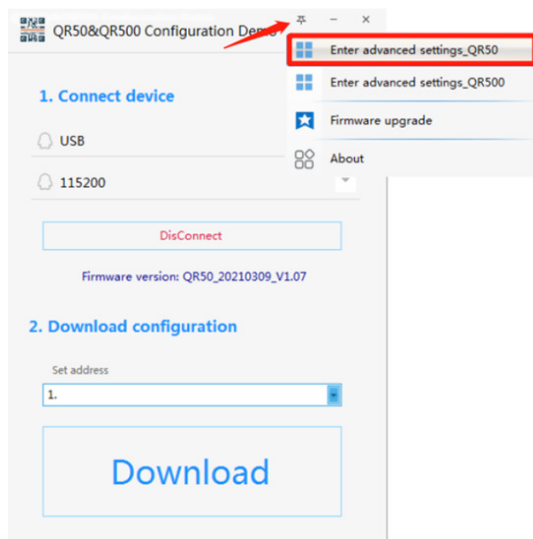 QR50&QR500 Configuration Demo
Enter advanced settings_QR50
Enter advanced settings_QR500
Firmware upgrade
About
1. Connect device
USB
115200
DisConnect
Firmware version: QR50_20210309_V1.07
2. Download configuration
Set address
1.
Download